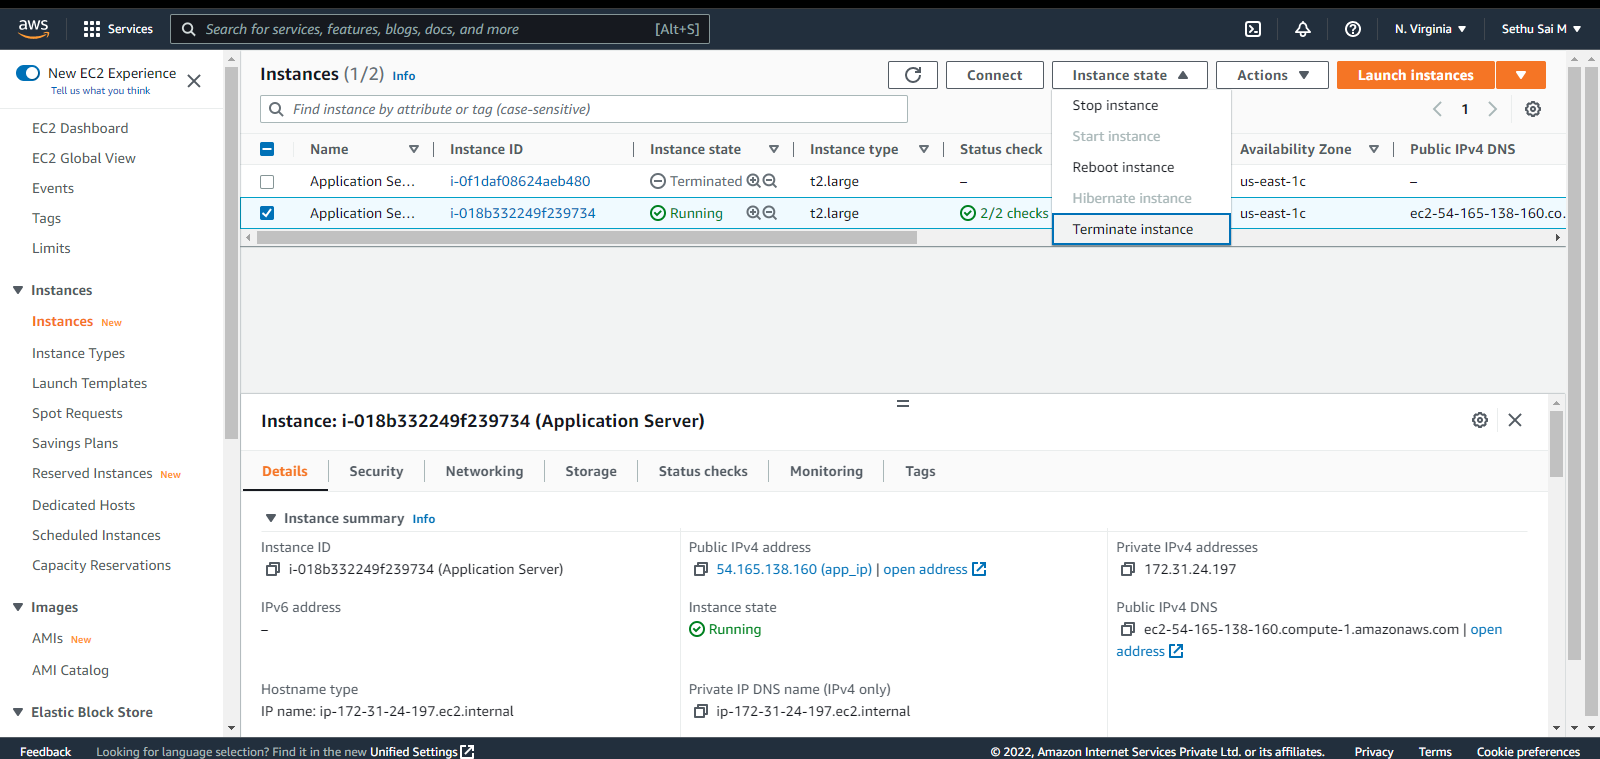 aws
Services
Search for services, features, blogs, docs, and more
[Alt+S]
N. Virginia
Sethu Sai M
New EC2 Experience
Tell us what you think
EC2 Dashboard
EC2 Global View
Events
Tags
Limits
Instances
Instances New
Instance Types
Launch Templates
Spot Requests
Savings Plans
Reserved Instances New
Dedicated Hosts
Scheduled Instances
Capacity Reservations
Images
AMIs New
AMI Catalog
Elastic Block Store
Instances (1/2) Info
Connect
Instance state
Actions
Launch instances
Find instance by attribute or tag (case-sensitive)
1
Stop instance
Start instance
Reboot instance
Hibernate instance
Terminate instance
Name Instance ID Instance state Instance type Status check Availability Zone Public IPv4 DNS
Application Se... i-0f1daf08624aeb480 Terminated t2.large – us-east-1c –
Application Se... i-018b332249f239734 Running t2.large 2/2 checks us-east-1c ec2-54-165-138-160.co...
Instance: i-018b332249f239734 (Application Server)
Details Security Networking Storage Status checks Monitoring Tags
Instance summary Info
Instance ID
i-018b332249f239734 (Application Server)
Public IPv4 address
54.165.138.160 (app_ip) | open address
Private IPv4 addresses
172.31.24.197
IPv6 address
–
Instance state
Running
Public IPv4 DNS
ec2-54-165-138-160.compute-1.amazonaws.com | open
address
Hostname type
IP name: ip-172-31-24-197.ec2.internal
Private IP DNS name (IPv4 only)
ip-172-31-24-197.ec2.internal
Feedback
Looking for language selection? Find it in the new Unified Settings
© 2022, Amazon Internet Services Private Ltd. or its affiliates.
Privacy
Terms
Cookie preferences